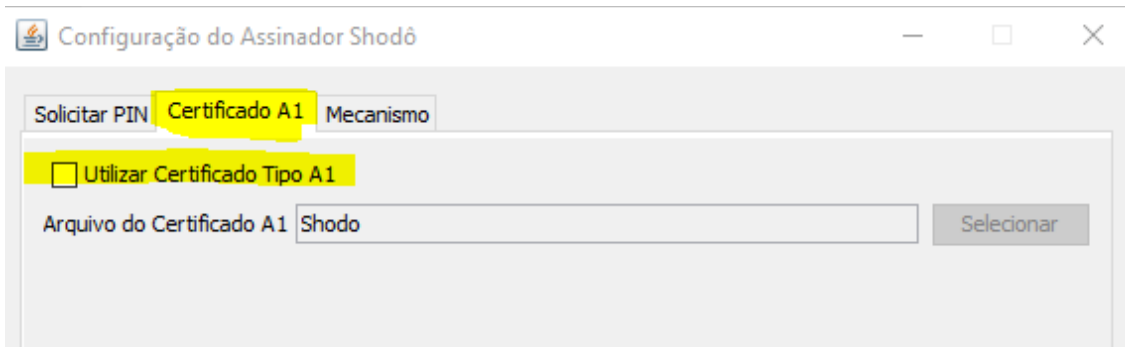 Configuração do Assinador Shodô
Solicitar PIN Certificado A1 Mecanismo
Utilizar Certificado Tipo A1
Arquivo do Certificado A1 Shodo Selecionar